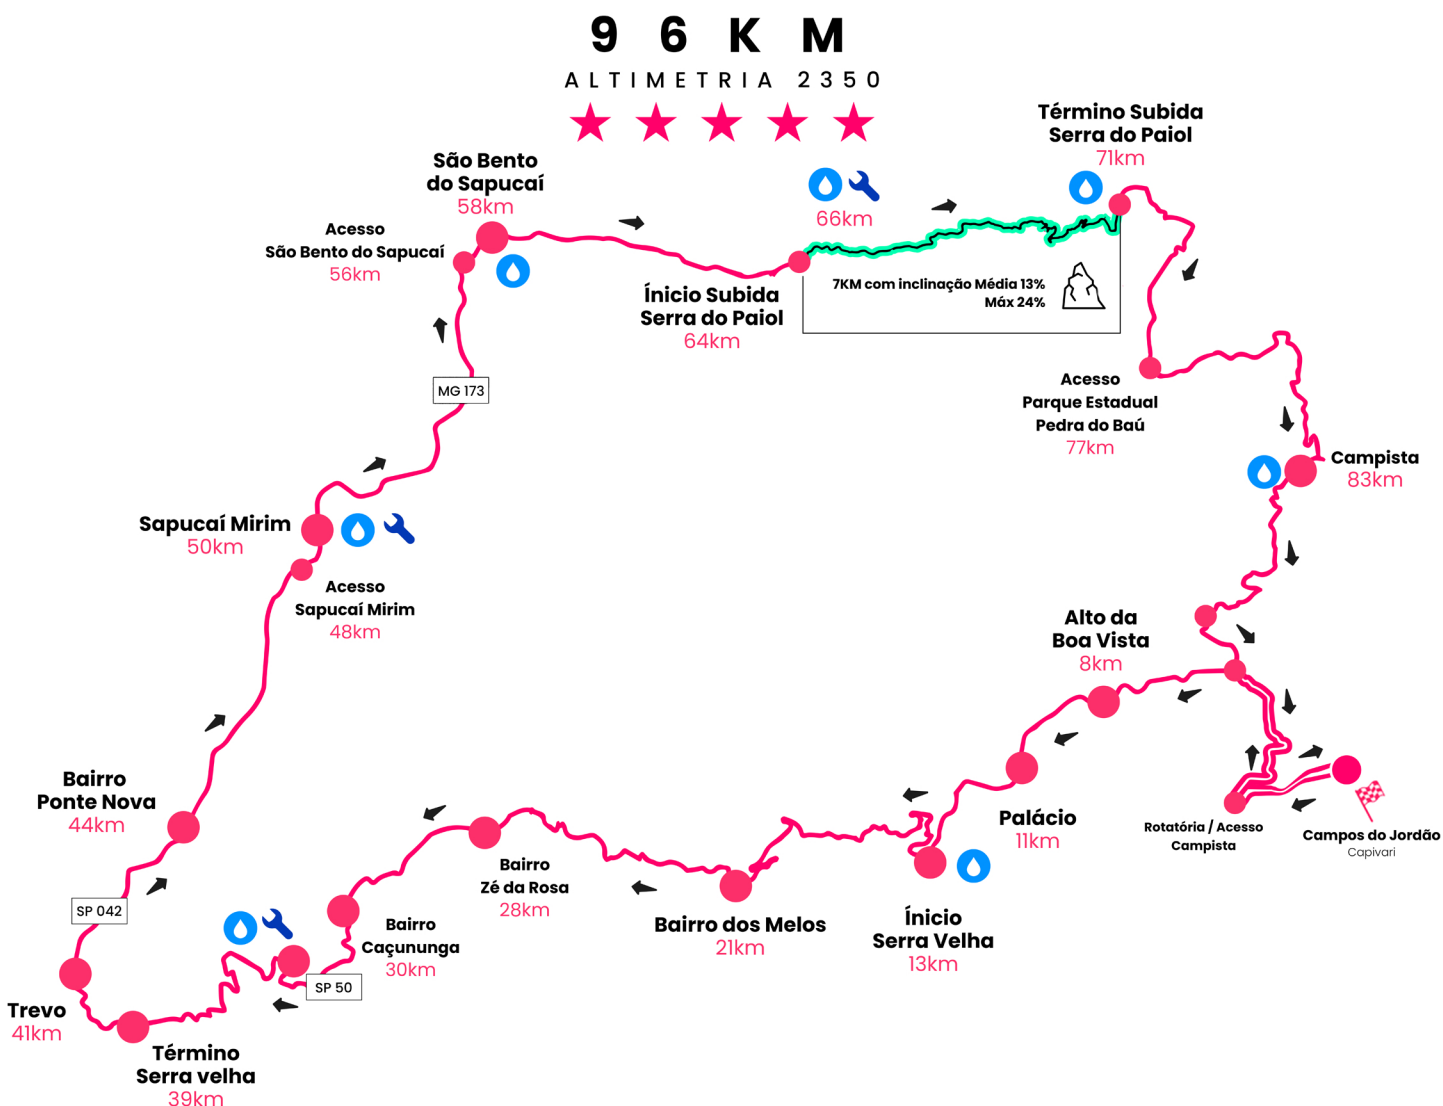 96KM
ALTIMETRIA 2350
Término Subida
Serra do Paiol
71km
São Bento
do Sapucaí
58km
66km
Acesso
São Bento do Sapucaí
56km
7KM com inclinação Média 13%
Máx 24%
Ínicio Subida
Serra do Paiol
64km
Acesso
Parque Estadual
Pedra do Baú
77km
MG 173
Campista
83km
Sapucaí Mirim
50km
Acesso
Sapucaí Mirim
48km
Alto da
Boa Vista
8km
Bairro
Ponte Nova
44km
Palácio
11km
Rotatória / Acesso
Campista
Campos do Jordão
Capivari
Bairro
Zé da Rosa
28km
SP 042
Bairro dos Melos
21km
Ínicio
Serra Velha
13km
Bairro
Caçununga
30km
SP 50
Trevo
41km
Término
Serra velha
39km